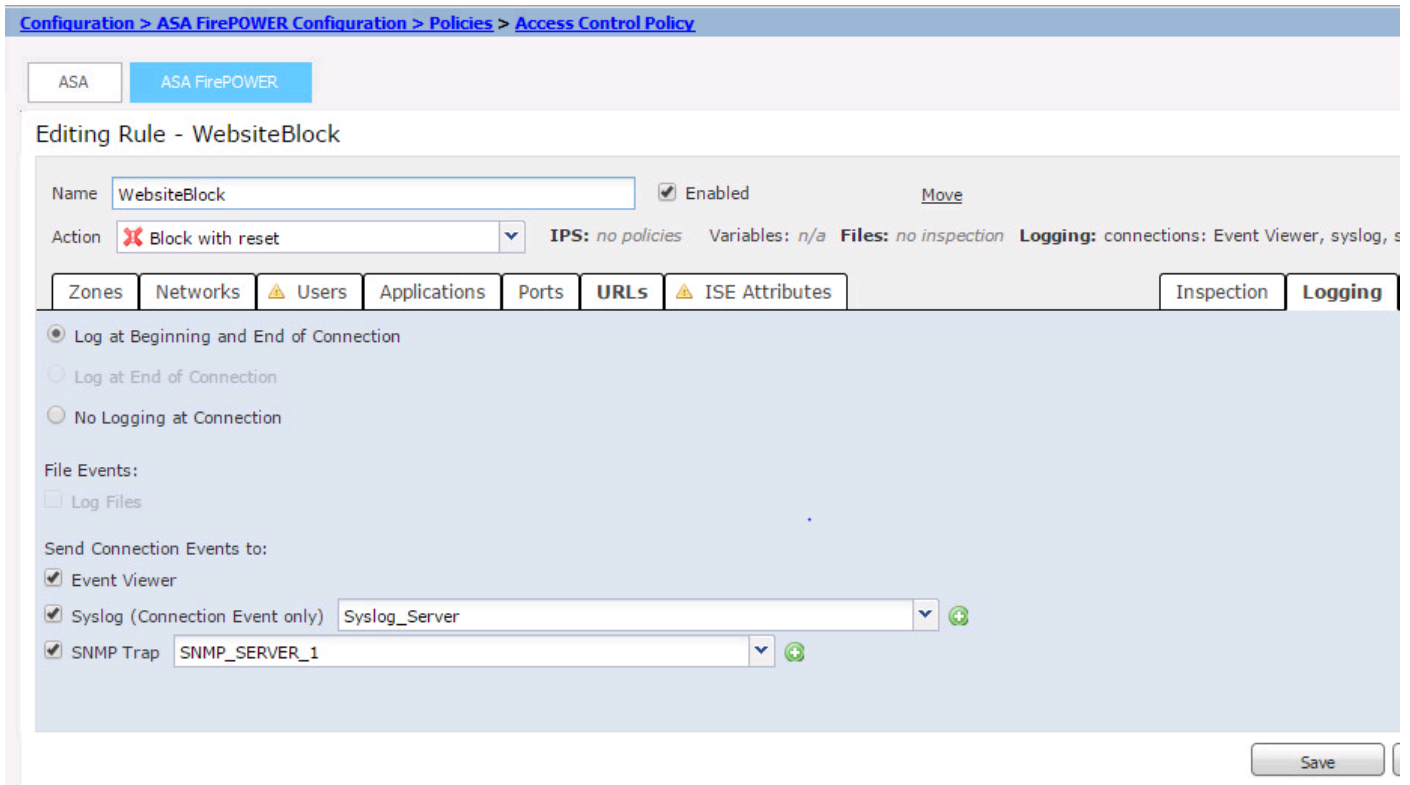 Configuration > ASA FirePOWER Configuration > Policies > Access Control Policy
ASA ASA FirePOWER
Editing Rule - WebsiteBlock
Name WebsiteBlock Enabled Move
Action Block with reset IPS: no policies Variables: n/a Files: no inspection Logging: connections: Event Viewer, syslog, s
Zones Networks Users Applications Ports URLs ISE Attributes Inspection Logging
Log at Beginning and End of Connection
Log at End of Connection
No Logging at Connection
File Events:
Log Files
Send Connection Events to:
Event Viewer
Syslog (Connection Event only) Syslog_Server
SNMP Trap SNMP_SERVER_1
Save